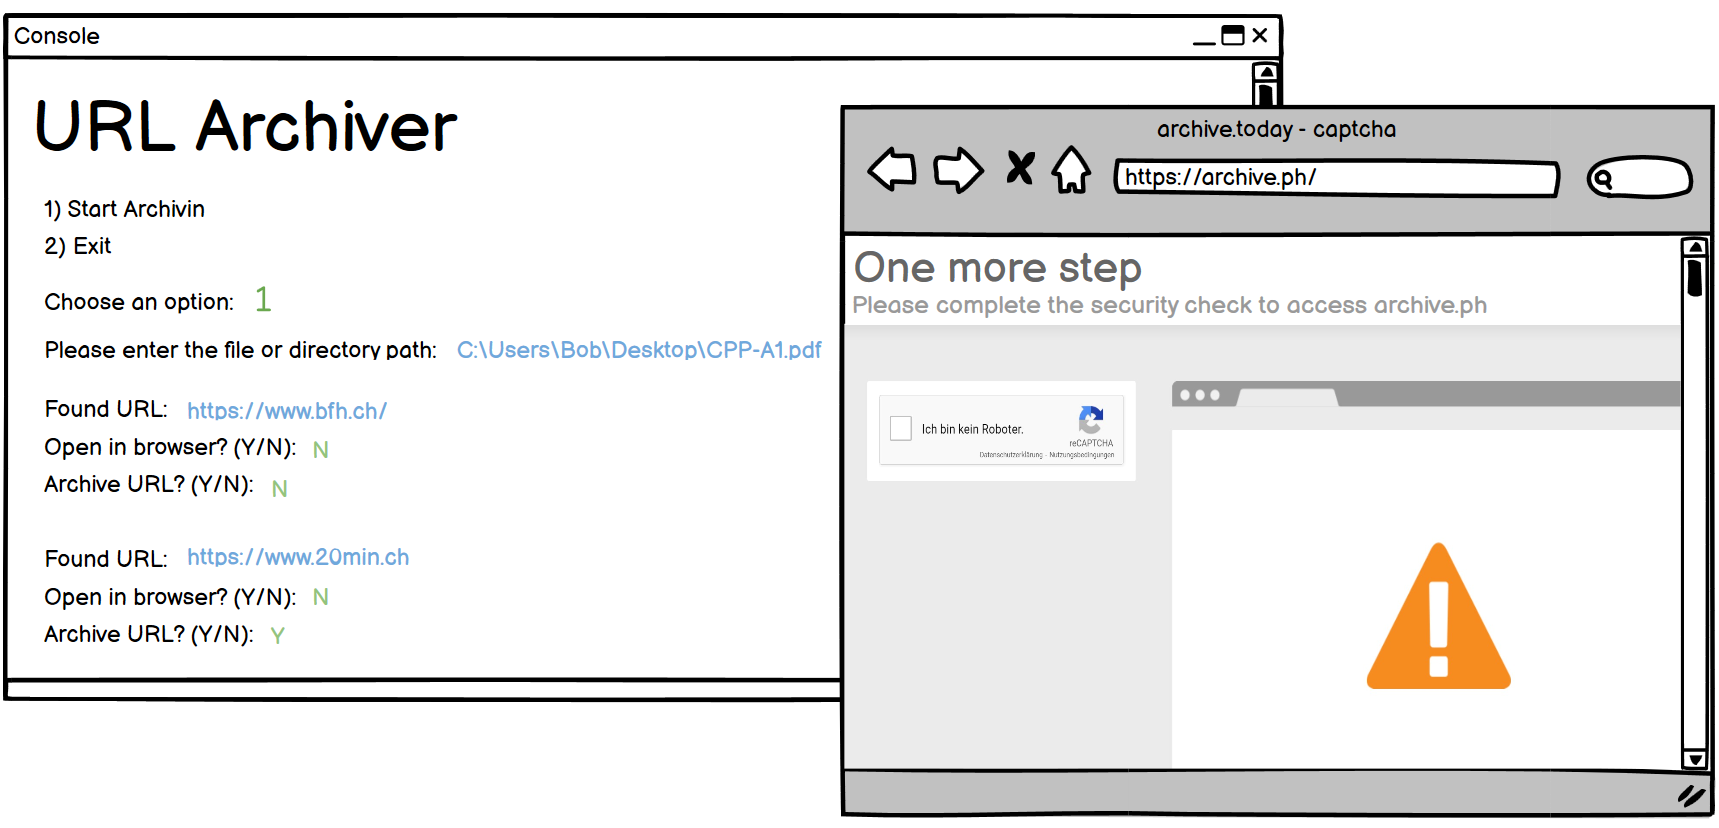 Console
URL Archiver
1) Start Archivin
2) Exit
Choose an option: 1
Please enter the file or directory path: C:\Users\Bob\Desktop\CPP-A1.pdf
Found URL: https://www.bfh.ch/
Open in browser? (Y/N): N
Archive URL? (Y/N): N
Found URL: https://www.20min.ch
Open in browser? (Y/N): N
Archive URL? (Y/N): Y
archive.today - captcha
https://archive.ph/
One more step
Please complete the security check to access archive.ph
Ich bin kein Roboter.
reCAPTCHA
Datenschutzerklärung - Nutzungsbedingungen